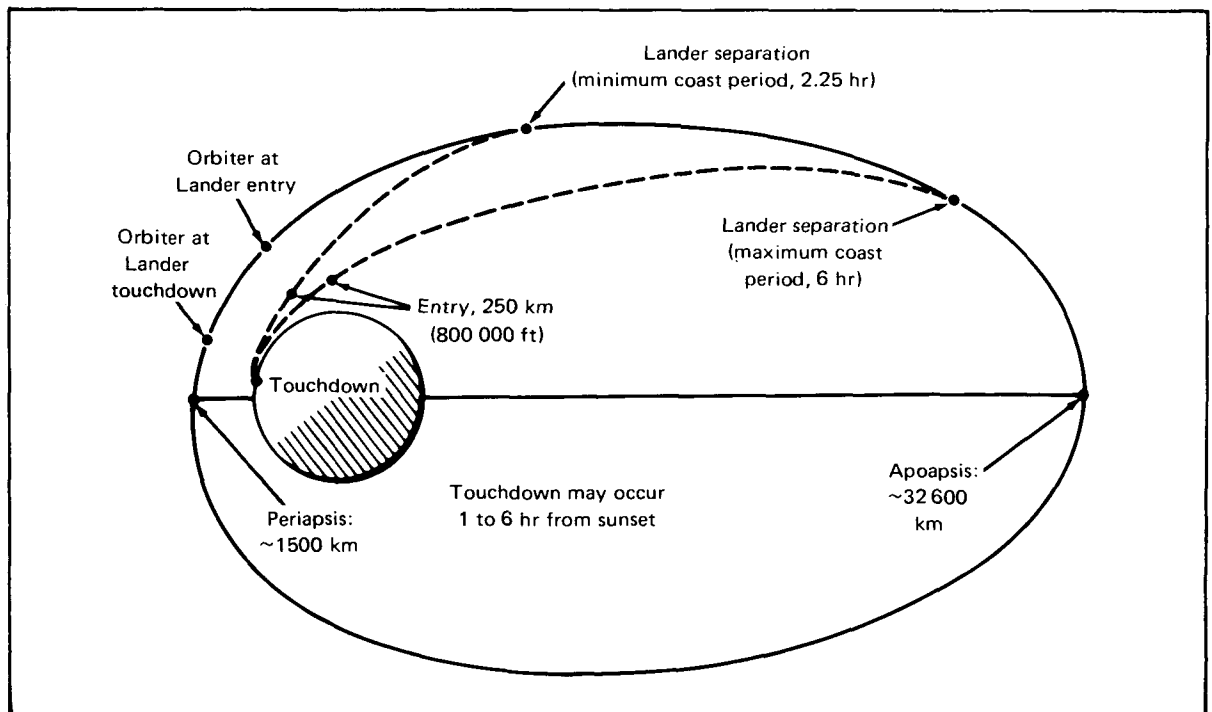 Lander separation
(minimum coast period, 2.25 hr)
Orbiter at
Lander entry
Orbiter at
Lander
touchdown
Lander separation
(maximum coast
period, 6 hr)
Entry, 250 km
(800 000 ft)
Touchdown
Periapsis:
~1500 km
Touchdown may occur
1 to 6 hr from sunset
Apoapsis:
~32 600
km